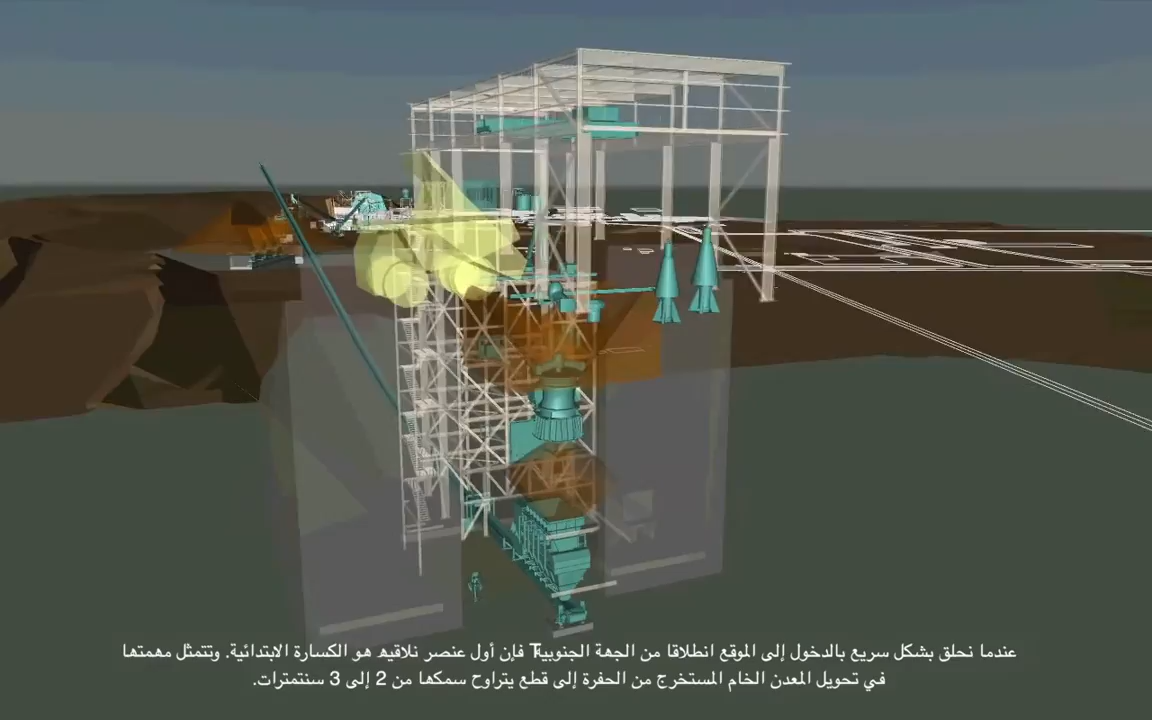 عندما نحلق بشكل سريع بالدخول إلى الموقع انطلاقا من الجهة الجنوبيةT فإن أول عنصر نلاقيه هو الكسارة الابتدائية. وتتمثل مهمتها
في تحويل المعدن الخام المستخرج من الحفرة إلى قطع يتراوح سمكها من 2 إلى 3 سنتمترات.